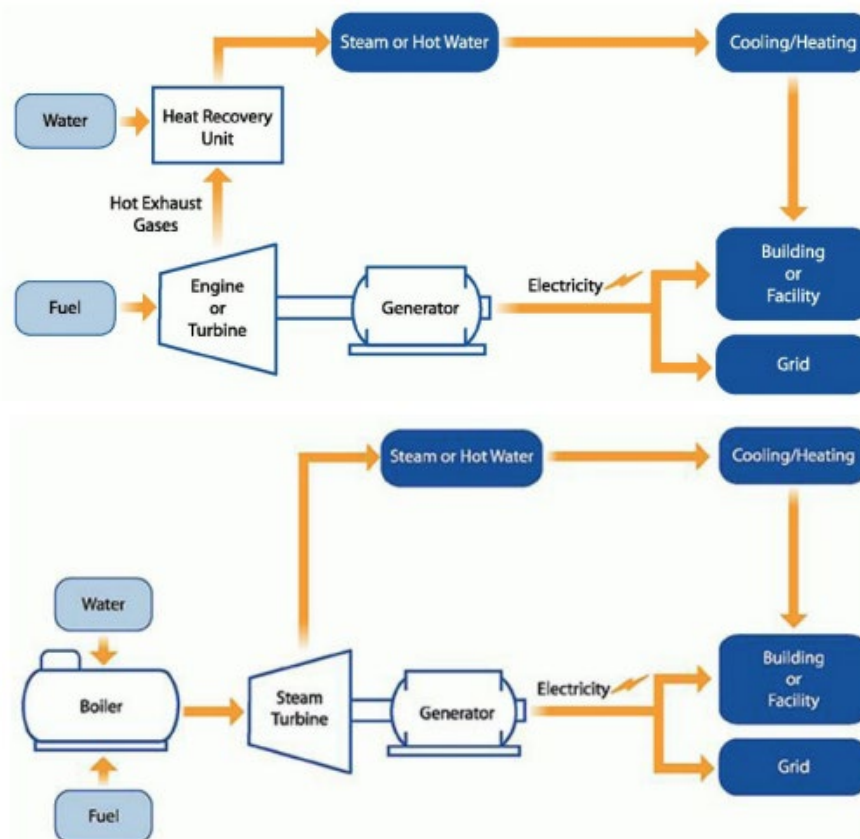 Steam or Hot Water
Cooling/Heating
Water
Heat Recovery
Unit
Hot Exhaust
Gases
Fuel
Engine
or
Turbine
Generator
Electricity
Building
or
Facility
Grid
Steam or Hot Water
Cooling/Heating
Water
Boiler
Fuel
Steam
Turbine
Generator
Electricity
Building
or
Facility
Grid